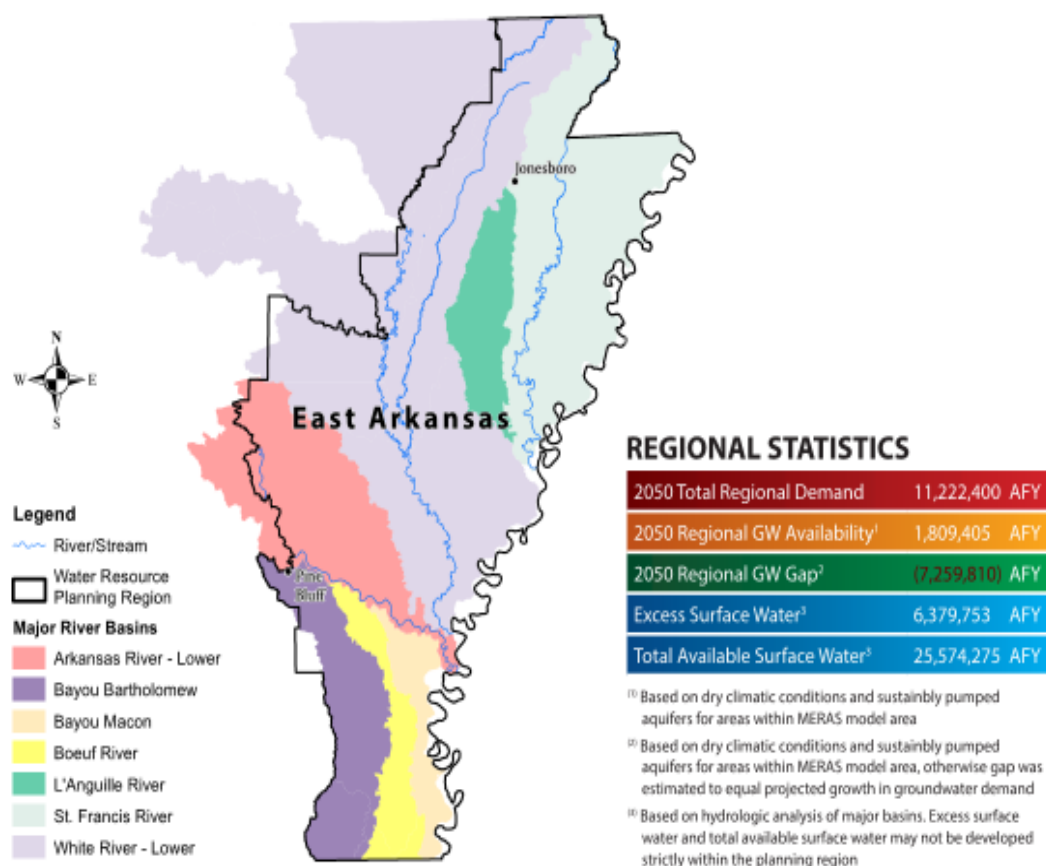 Jonesboro
N
W E
S
East Arkansas
Pine
Bluff
Legend
River/Stream
Water Resource
Planning Region
Major River Basins
Arkansas River - Lower
Bayou Bartholomew
Bayou Macon
Boeuf River
L'Anguille River
St. Francis River
White River - Lower
REGIONAL STATISTICS
2050 Total Regional Demand 11,222,400 AFY
2050 Regional GW Availability¹ 1,809,405 AFY
2050 Regional GW Gap² (7,259,810) AFY
Excess Surface Water³ 6,379,753 AFY
Total Available Surface Water³ 25,574,275 AFY
(1) Based on dry climatic conditions and sustainbly pumped
aquifers for areas within MERAS model area
(2) Based on dry climatic conditions and sustainbly pumped
aquifers for areas within MERAS model area, otherwise gap was
estimated to equal projected growth in groundwater demand
Based on hydrologic analysis of major basins. Excess surface
water and total available surface water may not be developed
strictly within the planning region